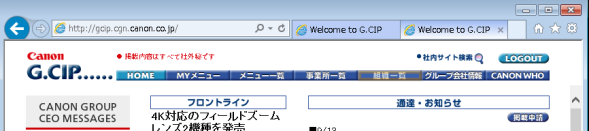 http://gcip.cgn.canon.co.jp/
Welcome to G.CIP
Welcome to G.CIP
Canon
掲載内容はすべて社外秘です
社内サイト検索
LOGOUT
G.CIP......
HOME MYメニュー メニュー一覧 事業所一覧 組織一覧 グループ会社情報 CANON WHO
CANON GROUP
CEO MESSAGES
フロントライン
4K対応のフィールドズーム
レンズ2機種を発売
通達・お知らせ
掲載申請
■9/13